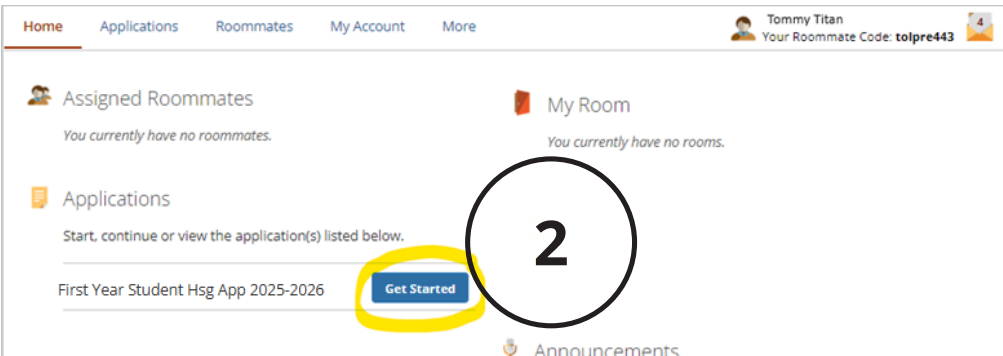 Home Applications Roommates My Account More
Tommy Titan
Your Roommate Code: tolpre443
4
Assigned Roommates
You currently have no roommates.
My Room
You currently have no rooms.
Applications
Start, continue or view the application(s) listed below.
First Year Student Hsg App 2025-2026 Get Started
2
Announcements